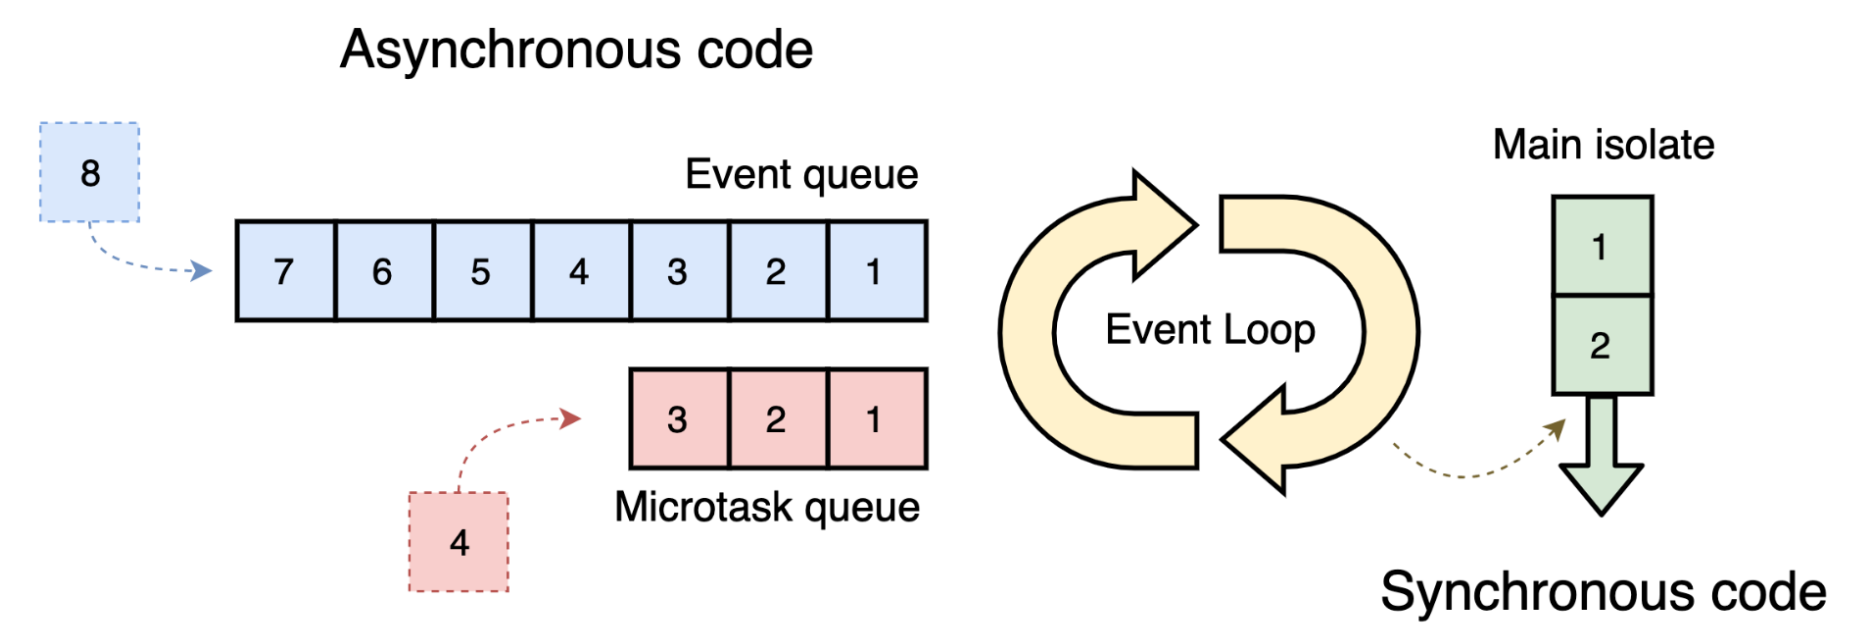 Asynchronous code
8
Event queue
7 6 5 4 3 2 1
3 2 1
Microtask queue
4
Event Loop
Main isolate
1
2
Synchronous code